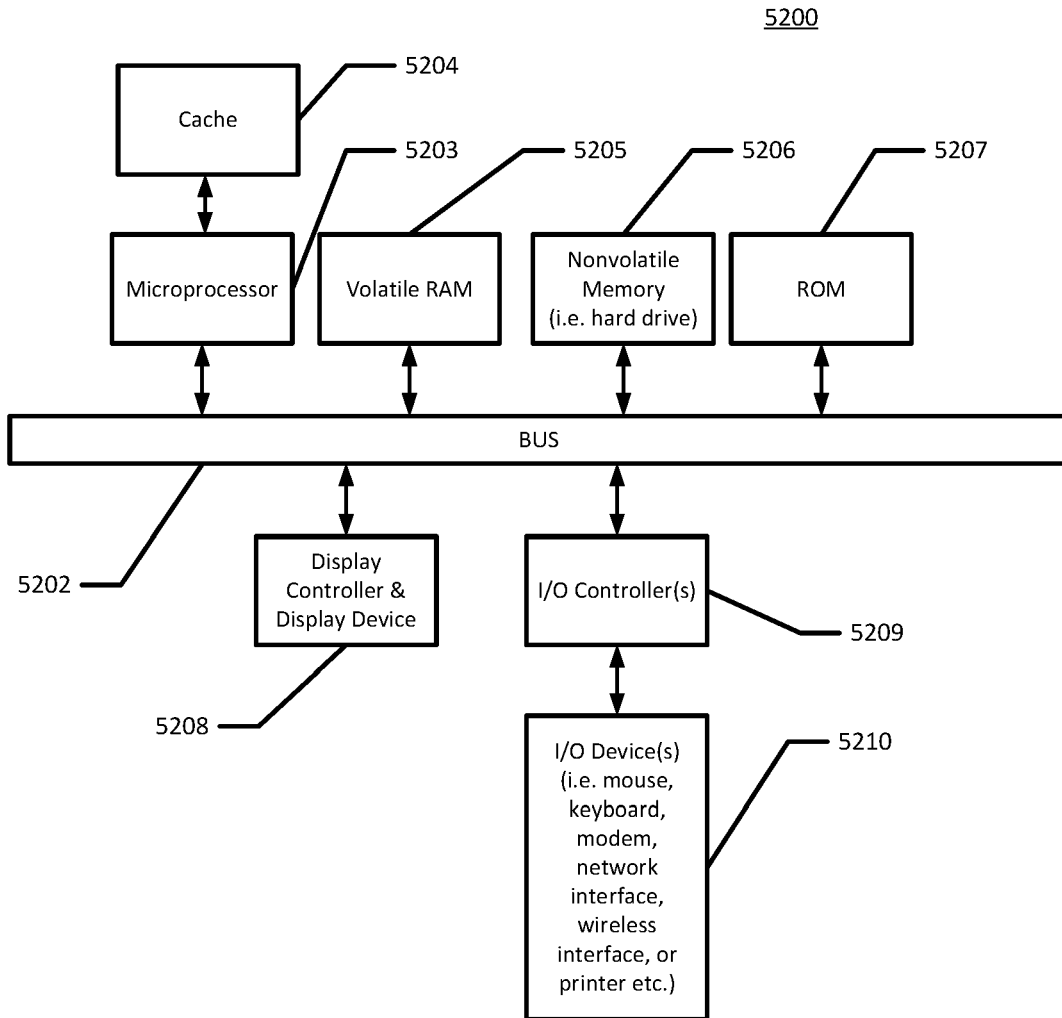 5200
5204
Cache
5203
5205
5206
5207
Microprocessor
Volatile RAM
Nonvolatile
Memory
(i.e. hard drive)
ROM
BUS
5202
Display
Controller &
Display Device
I/O Controller(s)
5209
5208
I/O Device(s)
(i.e. mouse,
keyboard,
modem,
network
interface,
wireless
interface, or
printer etc.)
5210